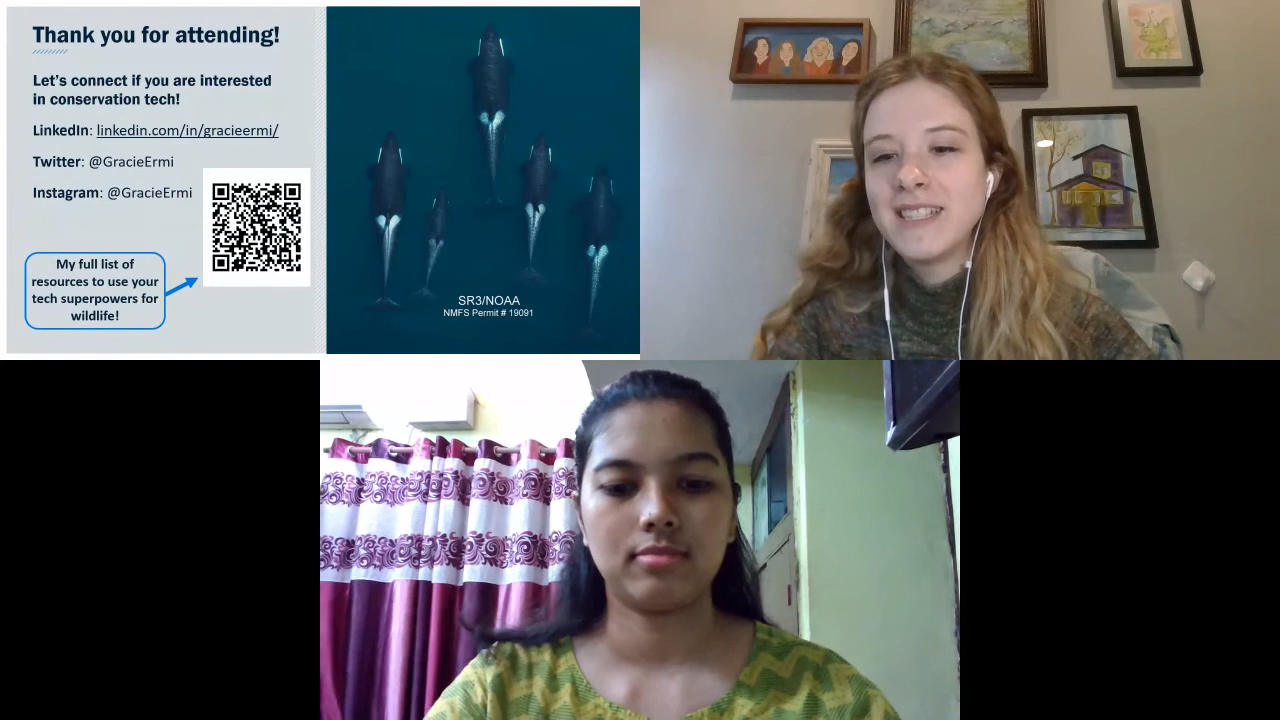 Thank you for attending!
Let's connect if you are interested
in conservation tech!
LinkedIn: linkedin.com/in/gracieermi/
Twitter: @GracieErmi
Instagram: @GracieErmi
My full list of
resources to use your
tech superpowers for
wildlife!
SR3/NOAA
NMFS Permit # 19091